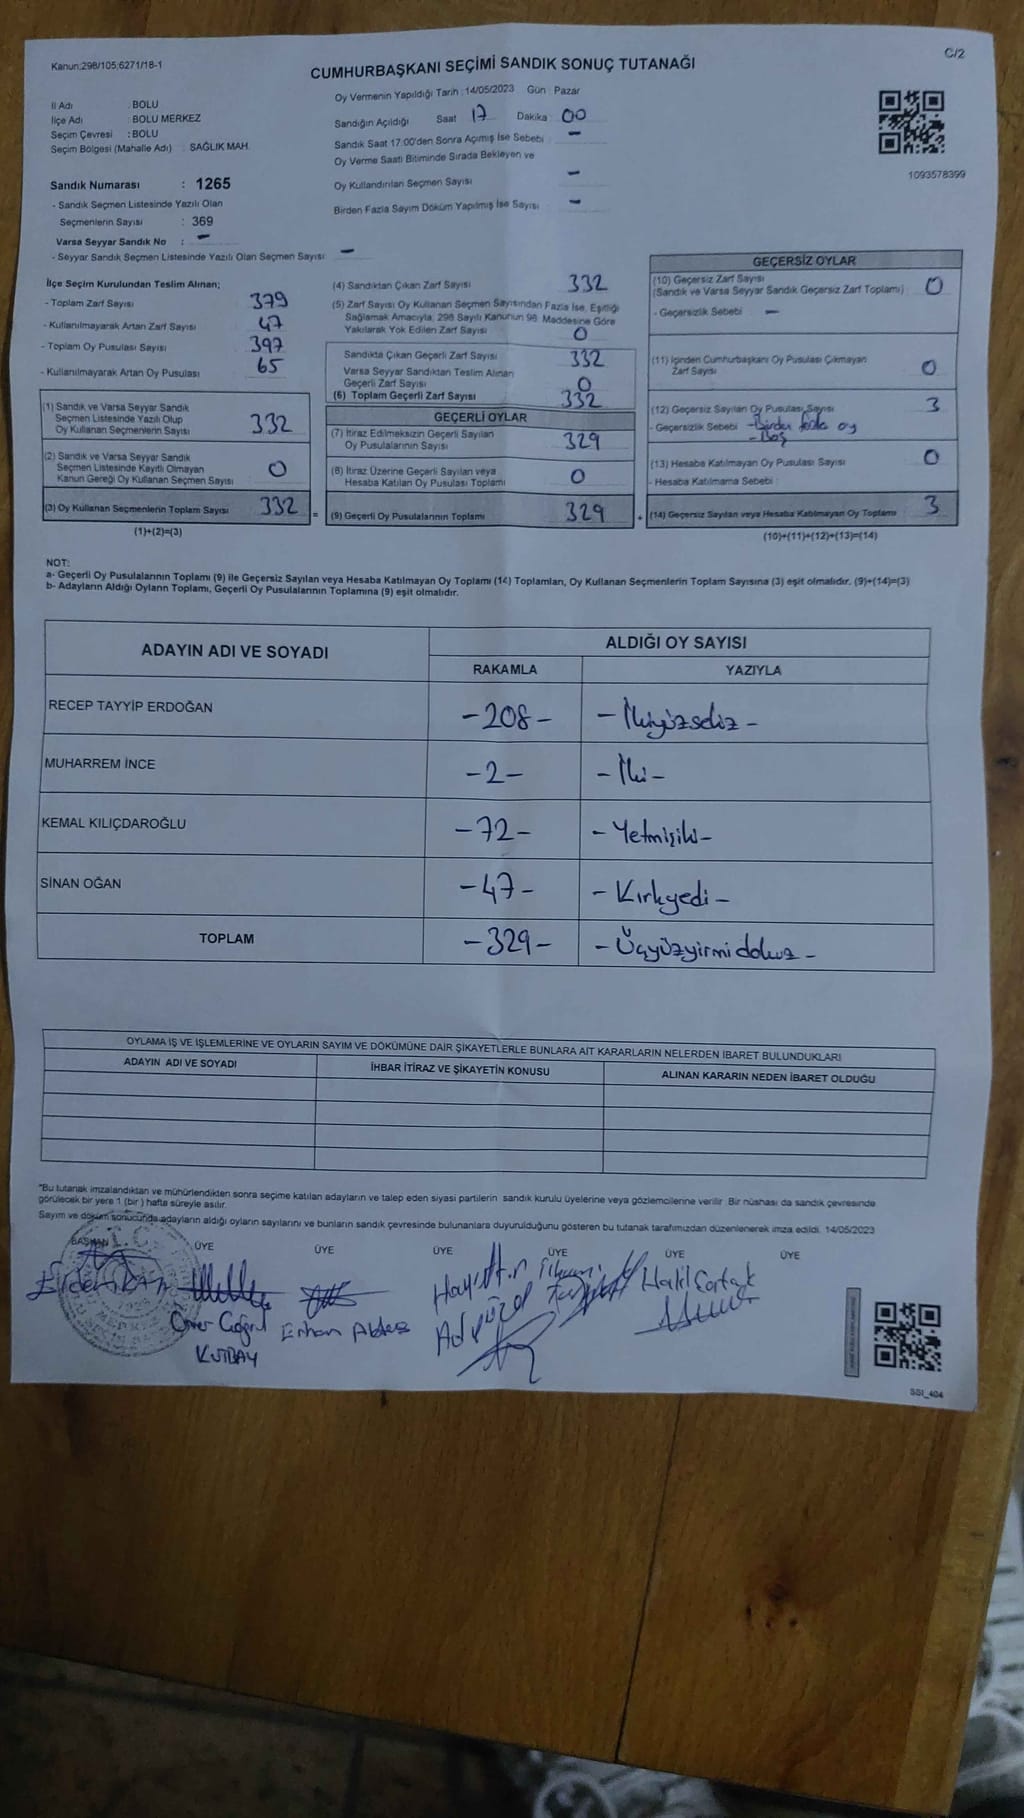 Kanun:298/105;6271/18-1
C/2
CUMHURBAŞKANI SEÇİMİ SANDIK SONUÇ TUTANAĞI
İl Adı : BOLU
İlçe Adı : BOLU MERKEZ
Seçim Çevresi : BOLU
Seçim Bölgesi (Mahalle Adı) : SAĞLIK MAH.
Oy Vermenin Yapıldığı Tarih : 14/05/2023 Gün : Pazar
Sandığın Açıldığı Saat 17 Dakika 00
Sandık Saat 17:00'den Sonra Açımış İse Sebebi : -
Oy Verme Saati Bitiminde Sırada Bekleyen ve
Oy Kullandırılan Seçmen Sayısı -
Birden Fazla Sayım Döküm Yapılmış İse Sayısı : -
1093578399
Sandık Numarası : 1265
- Sandık Seçmen Listesinde Yazılı Olan
Seçmenlerin Sayısı : 369
Varsa Seyyar Sandık No : -
- Seyyar Sandık Seçmen Listesinde Yazılı Olan Seçmen Sayısı : -
İlçe Seçim Kurulundan Teslim Alınan;
- Toplam Zarf Sayısı 379
- Kullanılmayarak Artan Zarf Sayısı 47
- Toplam Oy Pusulası Sayısı 397
- Kullanılmayarak Artan Oy Pusulası 65
(1) Sandık ve Varsa Seyyar Sandık
Seçmen Listesinde Yazılı Olup
Oy Kullanan Seçmenlerin Sayısı 332
(2) Sandık ve Varsa Seyyar Sandık
Seçmen Listesinde Kayıtlı Olmayan
Kanun Gereği Oy Kullanan Seçmen Sayısı 0
(3) Oy Kullanan Seçmenlerin Toplam Sayısı 332 =
(1)+(2)=(3)
(4) Sandıktan Çıkan Zarf Sayısı 332
(5) Zarf Sayısı Oy Kullanan Seçmen Sayısından Fazla İse, Eşitliği
Sağlamak Amacıyla, 298 Sayılı Kanunun 98. Maddesine Göre
Yakılarak Yok Edilen Zarf Sayısı 0
Sandıkta Çıkan Geçerli Zarf Sayısı 332
Varsa Seyyar Sandıktan Teslim Alınan
Geçerli Zarf Sayısı 0
(6) Toplam Geçerli Zarf Sayısı 332
GEÇERLİ OYLAR
(7) İtiraz Edilmeksizin Geçerli Sayılan
Oy Pusulalarının Sayısı 329
(8) İtiraz Üzerine Geçerli Sayılan veya
Hesaba Katılan Oy Pusulası Toplamı 0
(9) Geçerli Oy Pusulalarının Toplamı 329 +
GEÇERSİZ OYLAR
(10) Geçersiz Zarf Sayısı
(Sandık ve Varsa Seyyar Sandık Geçersiz Zarf Toplamı) : 0
- Geçersizlik Sebebi : -
(11) İçinden Cumhurbaşkanı Oy Pusulası Çıkmayan
Zarf Sayısı 0
(12) Geçersiz Sayılan Oy Pusulası Sayısı 3
- Geçersizlik Sebebi : - Birden fazla oy
- Boş
(13) Hesaba Katılmayan Oy Pusulası Sayısı 0
- Hesaba Katılmama Sebebi :
(14) Geçersiz Sayılan veya Hesaba Katılmayan Oy Toplamı 3
(10)+(11)+(12)+(13)=(14)
NOT:
a- Geçerli Oy Pusulalarının Toplamı (9) ile Geçersiz Sayılan veya Hesaba Katılmayan Oy Toplamı (14) Toplamları, Oy Kullanan Seçmenlerin Toplam Sayısına (3) eşit olmalıdır. (9)+(14)=(3)
b- Adayların Aldığı Oyların Toplamı, Geçerli Oy Pusulalarının Toplamına (9) eşit olmalıdır.
ADAYIN ADI VE SOYADI ALDIĞI OY SAYISI
RAKAMLA YAZIYLA
RECEP TAYYİP ERDOĞAN -208- - İkiyüzsekiz -
MUHARREM İNCE -2- - İki -
KEMAL KILIÇDAROĞLU -72- - Yetmişiki -
SİNAN OĞAN -47- - Kırkyedi -
TOPLAM -329- - Üçyüzyirmidokuz -
OYLAMA İŞ VE İŞLEMLERİNE VE OYLARIN SAYIM VE DÖKÜMÜNE DAİR ŞİKAYETLERLE BUNLARA AİT KARARLARIN NELERDEN İBARET BULUNDUKLARI
ADAYIN ADI VE SOYADI İHBAR İTİRAZ VE ŞİKAYETİN KONUSU ALINAN KARARIN NEDEN İBARET OLDUĞU
"Bu tutanak imzalandıktan ve mühürlendikten sonra seçime katılan adayların ve talep eden siyasi partilerin sandık kurulu üyelerine veya gözlemcilerine verilir. Bir nüshası da sandık çevresinde
görülecek bir yere 1 (bir) hafta süreyle asılır.
Sayım ve döküm sonucunda adayların aldığı oyların sayılarını ve bunların sandık çevresinde bulunanlara duyurulduğunu gösteren bu tutanak tarafımızdan düzenlenerek imza edildi. 14/05/2023
BAŞKAN ÜYE ÜYE ÜYE ÜYE ÜYE ÜYE
KUTBAY
Erhan
Adıgüzel
Halil
SSI_404